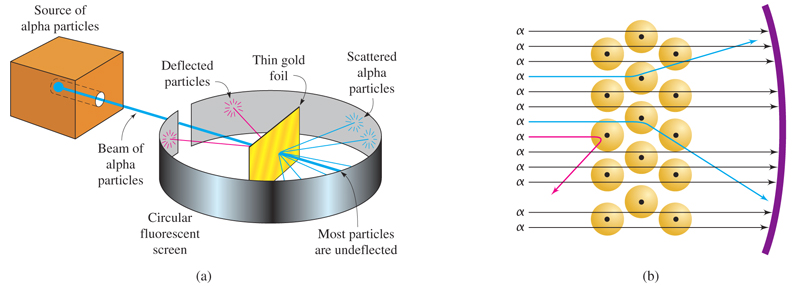 Source of
alpha particles
Deflected
particles
Thin gold
foil
Scattered
alpha
particles
Beam of
alpha
particles
Circular
fluorescent
screen
Most particles
are undeflected
(a)
α
α
α
α
α
α
α
α
α
α
α
α
α
(b)